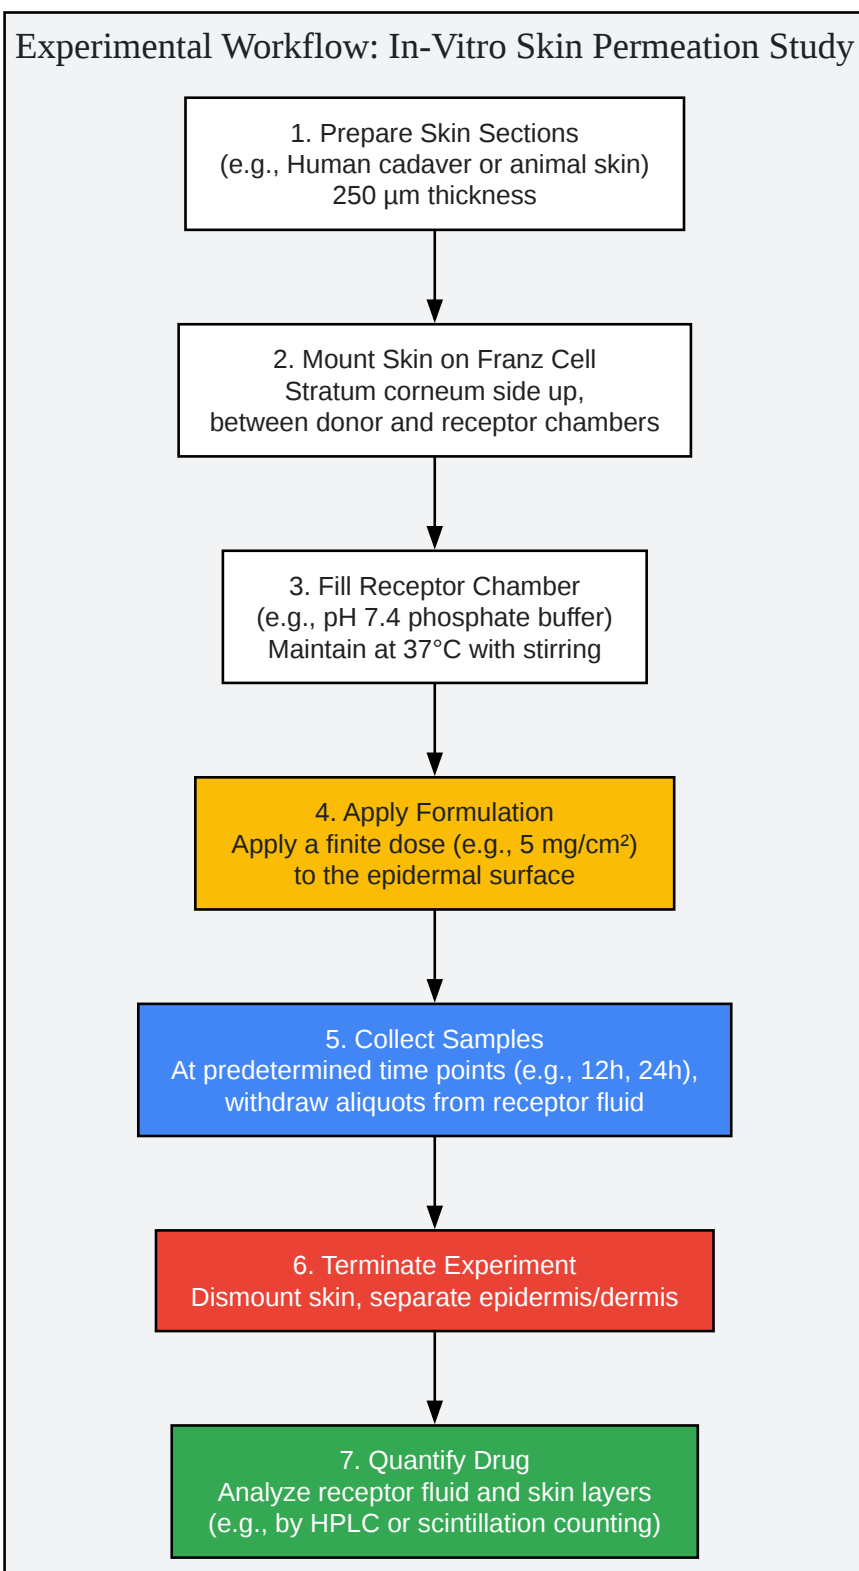 Experimental Workflow: In-Vitro Skin Permeation Study
1. Prepare Skin Sections
(e.g., Human cadaver or animal skin)
250 µm thickness
2. Mount Skin on Franz Cell
Stratum corneum side up,
between donor and receptor chambers
3. Fill Receptor Chamber
(e.g., pH 7.4 phosphate buffer)
Maintain at 37°C with stirring
4. Apply Formulation
Apply a finite dose (e.g., 5 mg/cm²)
to the epidermal surface
5. Collect Samples
At predetermined time points (e.g., 12h, 24h),
withdraw aliquots from receptor fluid
6. Terminate Experiment
Dismount skin, separate epidermis/dermis
7. Quantify Drug
Analyze receptor fluid and skin layers
(e.g., by HPLC or scintillation counting)